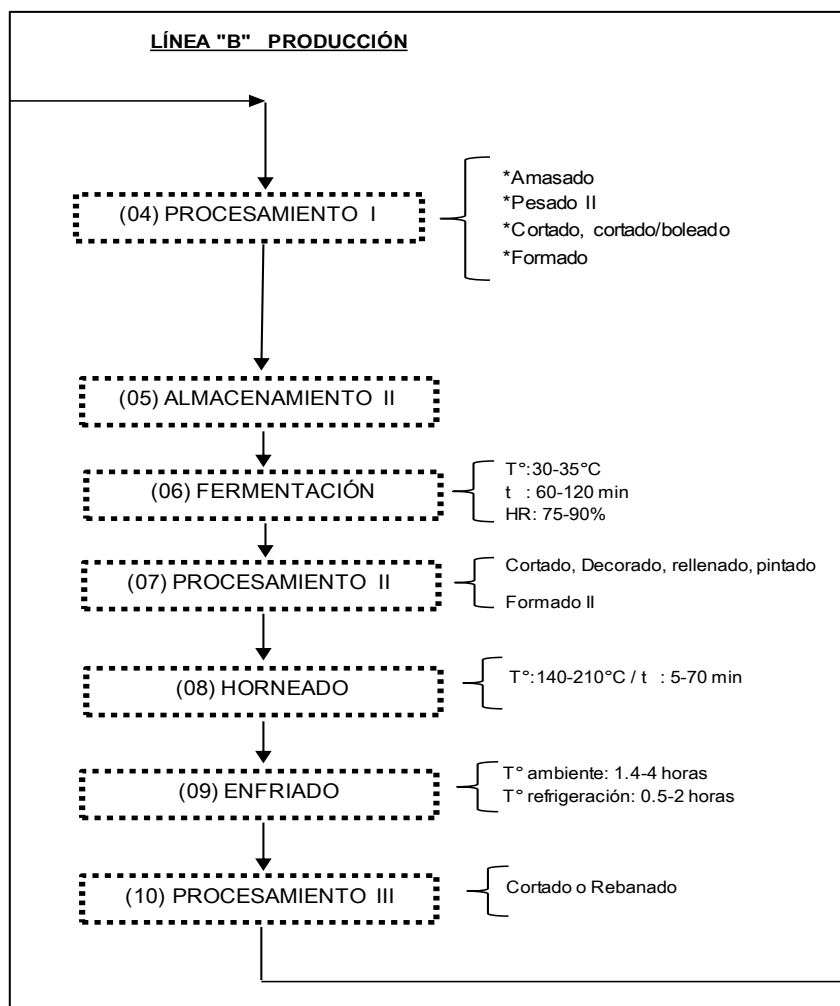 LÍNEA "B" PRODUCCIÓN
(04) PROCESAMIENTO I
*Amasado
*Pesado II
*Cortado, cortado/boleado
*Formado
(05) ALMACENAMIENTO II
(06) FERMENTACIÓN
T°:30-35°C
t : 60-120 min
HR: 75-90%
(07) PROCESAMIENTO II
Cortado, Decorado, rellenado, pintado
Formado II
(08) HORNEADO
T°:140-210°C / t : 5-70 min
(09) ENFRIADO
T° ambiente: 1.4-4 horas
T° refrigeración: 0.5-2 horas
(10) PROCESAMIENTO III
Cortado o Rebanado